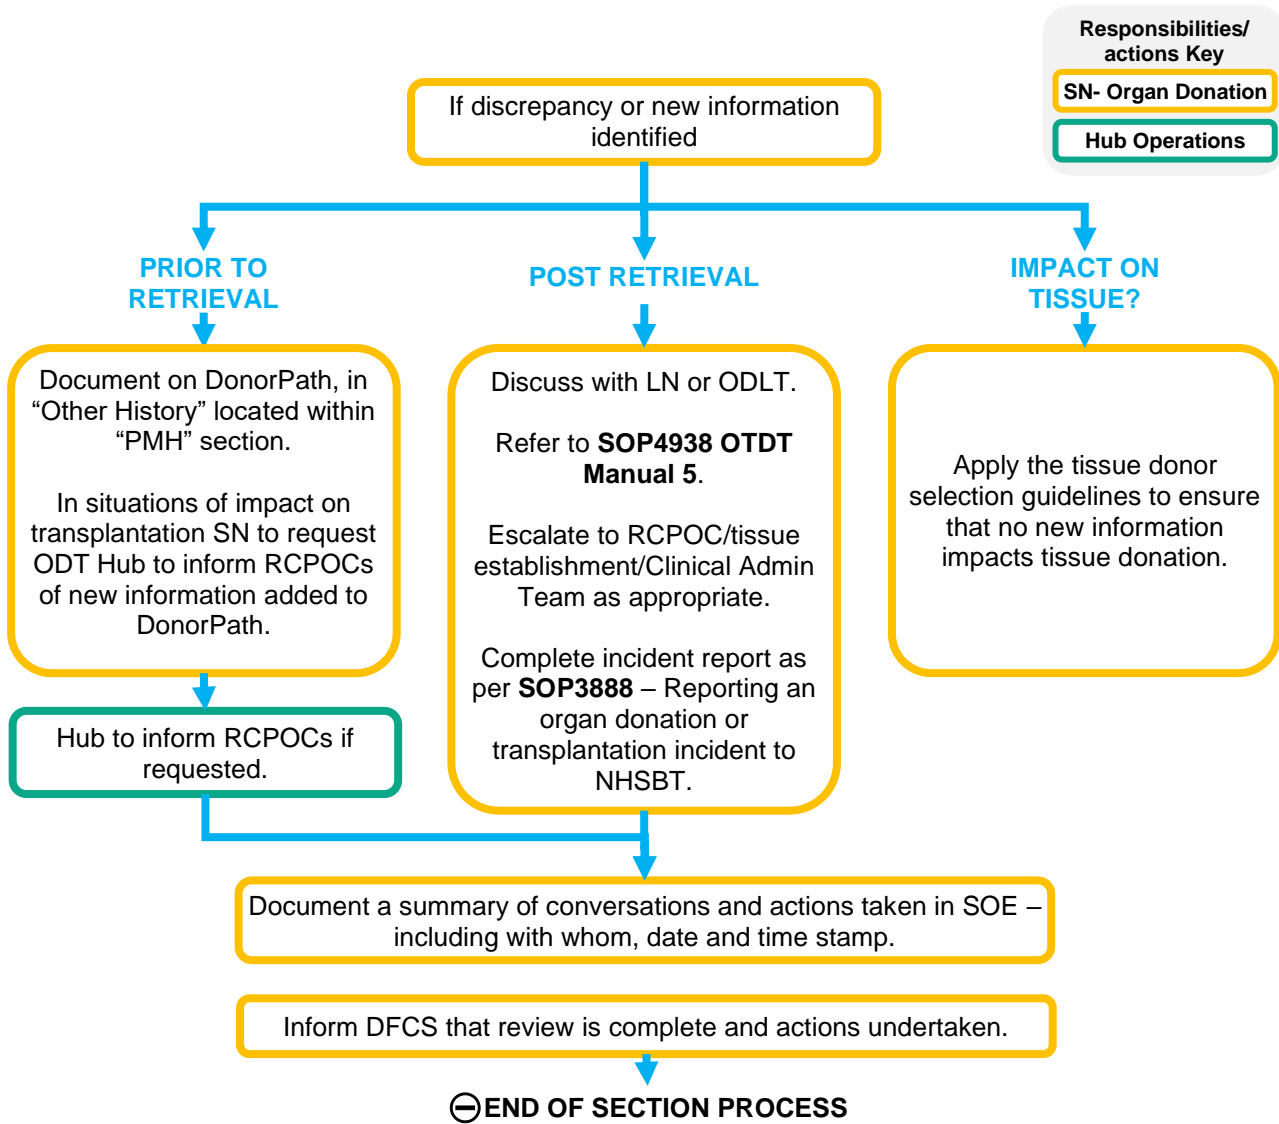 Responsibilities/
actions Key
SN- Organ Donation
Hub Operations
If discrepancy or new information
identified
PRIOR TO
RETRIEVAL
POST RETRIEVAL
IMPACT ON
TISSUE?
Document on DonorPath, in
“Other History” located within
“PMH” section.
In situations of impact on
transplantation SN to request
ODT Hub to inform RCPOCs
of new information added to
DonorPath.
Hub to inform RCPOCs if
requested.
Discuss with LN or ODLT.
Refer to SOP4938 OTDT
Manual 5.
Escalate to RCPOC/tissue
establishment/Clinical Admin
Team as appropriate.
Complete incident report as
per SOP3888 – Reporting an
organ donation or
transplantation incident to
NHSBT.
Apply the tissue donor
selection guidelines to ensure
that no new information
impacts tissue donation.
Document a summary of conversations and actions taken in SOE –
including with whom, date and time stamp.
Inform DFCS that review is complete and actions undertaken.
END OF SECTION PROCESS